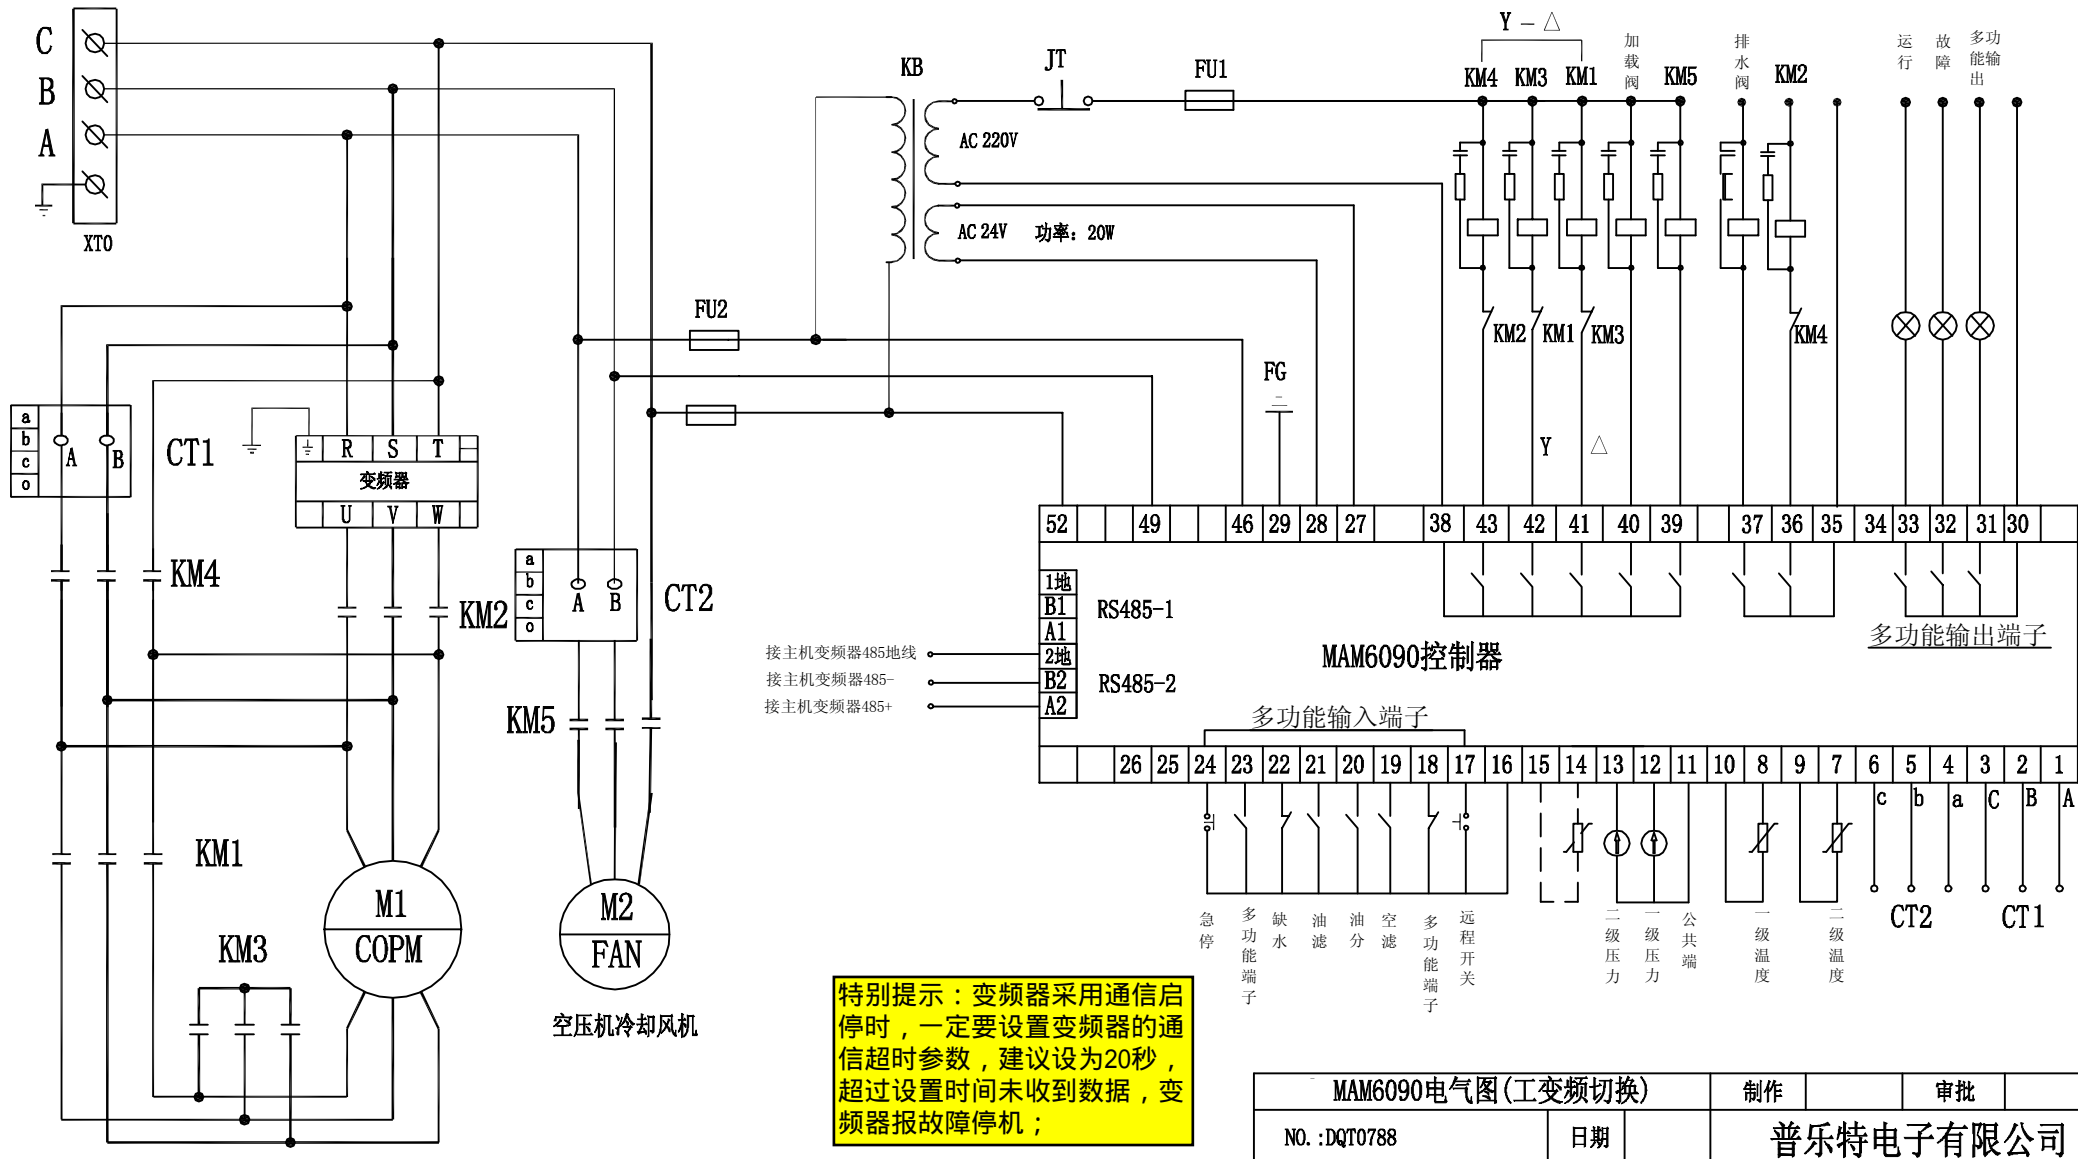 C
B
A
XT0
KB
JT
FU1
Y - △
KM4
KM3
KM1
加载阀
KM5
排水阀
KM2
运行
故障
多功能输出
AC 220V
AC 24V 功率: 20W
FU2
KM2
KM1
KM3
KM4
FG
Y △
a
b
c
o
A
B
CT1
R S T
变频器
U V W
KM4
KM2
a
b
c
o
A
B
CT2
KM5
KM1
KM3
M1
COPM
M2
FAN
空压机冷却风机
52 49 46 29 28 27 38 43 42 41 40 39 37 36 35 34 33 32 31 30
1地
B1
A1
2地
B2
A2
RS485-1
RS485-2
接主机变频器485地线
接主机变频器485-
接主机变频器485+
MAM6090控制器
多功能输出端子
多功能输入端子
26 25 24 23 22 21 20 19 18 17 16 15 14 13 12 11 10 8 9 7 6 5 4 3 2 1
c b a C B A
急停
多功能端子
缺水
油滤
油分
空滤
多功能端子
远程开关
二级压力
一级压力
公共端
一级温度
二级温度
CT2
CT1
特别提示：变频器采用通信启
停时，一定要设置变频器的通
信超时参数，建议设为20秒，
超过设置时间未收到数据，变
频器报故障停机；
MAM6090电气图(工变频切换)
制作
审批
NO.:DQT0788
日期
普乐特电子有限公司